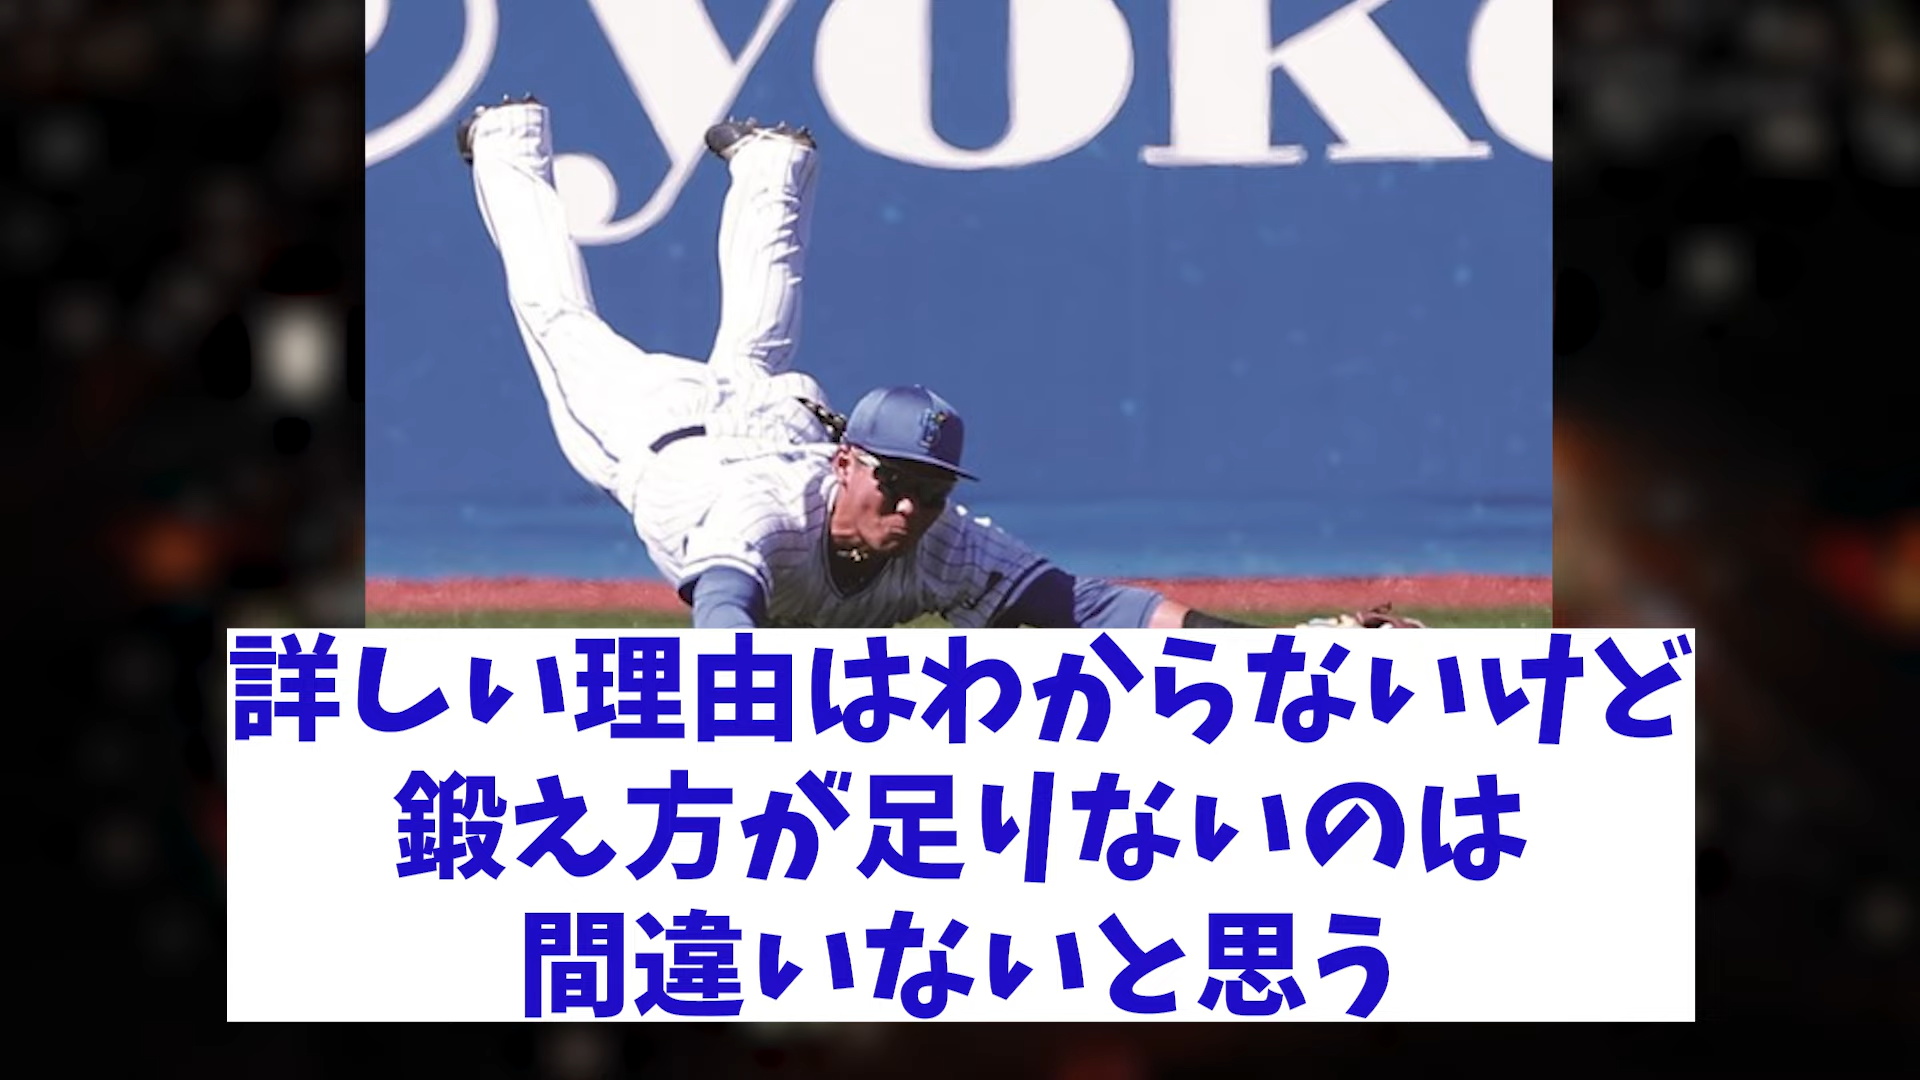 yok
詳しい理由はわからないけど
鍛え方が足りないのは
間違いないと思う